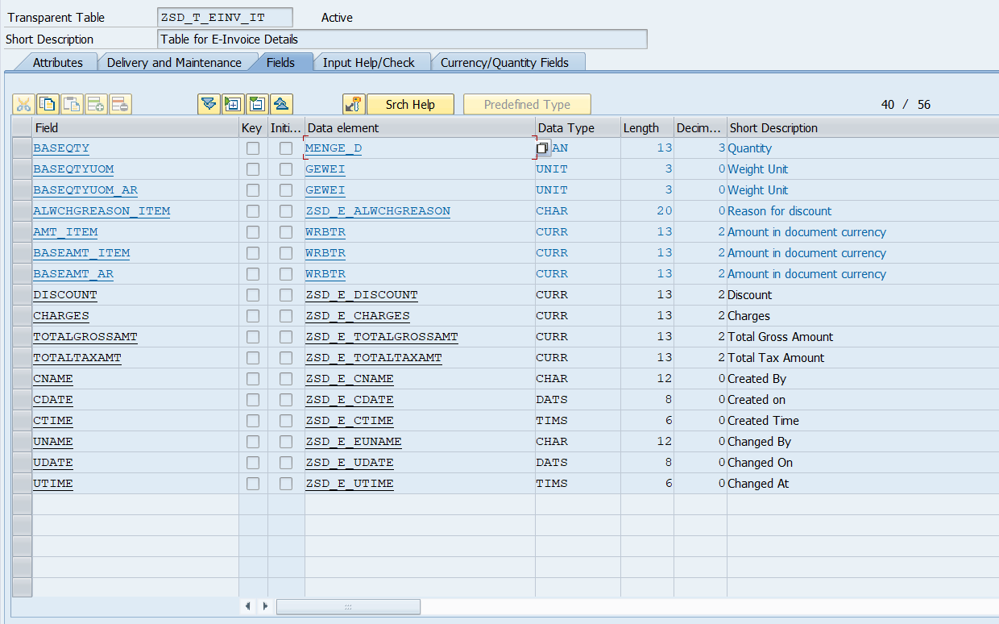 Transparent Table ZSD_T_EINV_IT Active
Short Description Table for E-Invoice Details
Attributes Delivery and Maintenance Fields Input Help/Check Currency/Quantity Fields
Srch Help Predefined Type 40 / 56
Field Key Initi... Data element Data Type Length Decim... Short Description
BASEQTY MENGE_D AN 13 3 Quantity
BASEQTYUOM GEWEI UNIT 3 0 Weight Unit
BASEQTYUOM_AR GEWEI UNIT 3 0 Weight Unit
ALWCHGREASON_ITEM ZSD_E_ALWCHGREASON CHAR 20 0 Reason for discount
AMT_ITEM WRBTR CURR 13 2 Amount in document currency
BASEAMT_ITEM WRBTR CURR 13 2 Amount in document currency
BASEAMT_AR WRBTR CURR 13 2 Amount in document currency
DISCOUNT ZSD_E_DISCOUNT CURR 13 2 Discount
CHARGES ZSD_E_CHARGES CURR 13 2 Charges
TOTALGROSSAMT ZSD_E_TOTALGROSSAMT CURR 13 2 Total Gross Amount
TOTALTAXAMT ZSD_E_TOTALTAXAMT CURR 13 2 Total Tax Amount
CNAME ZSD_E_CNAME CHAR 12 0 Created By
CDATE ZSD_E_CDATE DATS 8 0 Created on
CTIME ZSD_E_CTIME TIMS 6 0 Created Time
UNAME ZSD_E_EUNAME CHAR 12 0 Changed By
UDATE ZSD_E_UDATE DATS 8 0 Changed On
UTIME ZSD_E_UTIME TIMS 6 0 Changed At